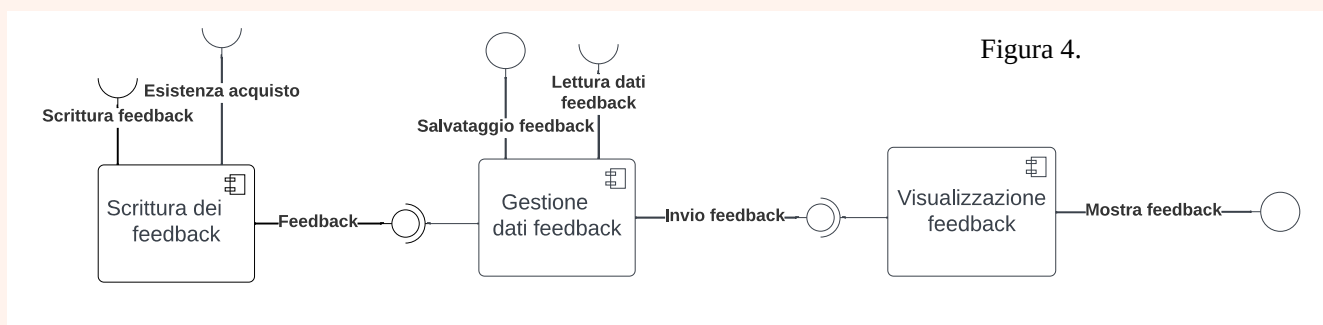 Figura 4.
Esistenza acquisto
Scrittura feedback
Lettura dati
feedback
Salvataggio feedback
Scrittura dei
feedback
Feedback
Gestione
dati feedback
Invio feedback
Visualizzazione
feedback
Mostra feedback